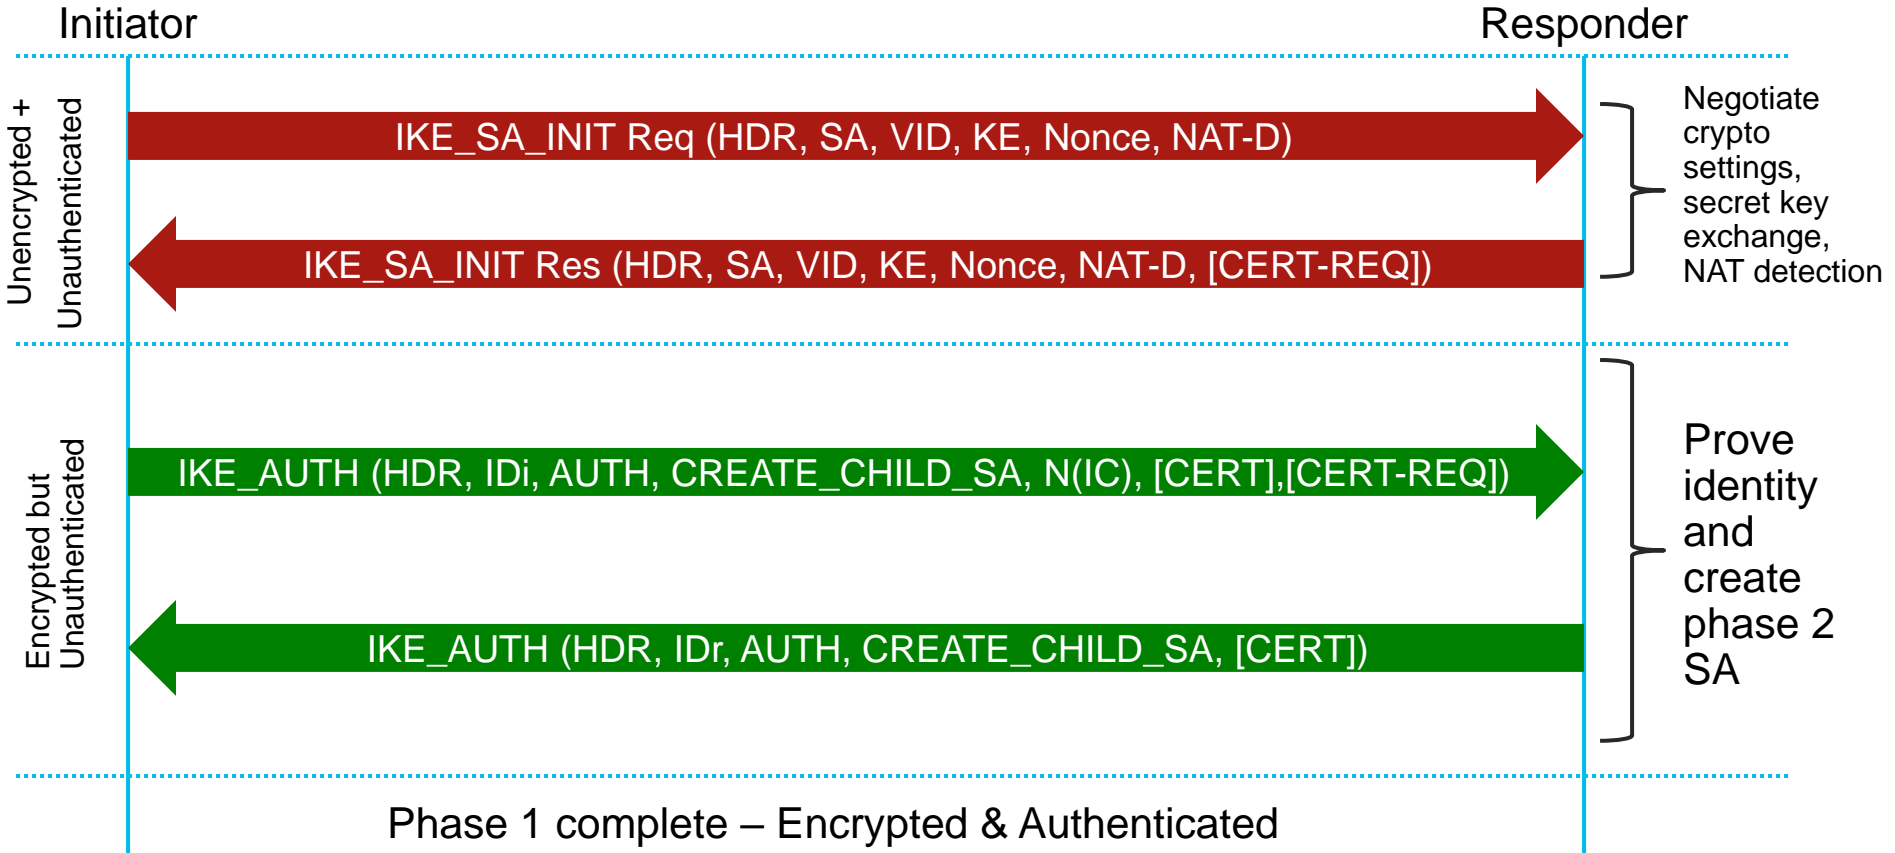 Initiator
Responder
Unencrypted +
Unauthenticated
IKE_SA_INIT Req (HDR, SA, VID, KE, Nonce, NAT-D)
IKE_SA_INIT Res (HDR, SA, VID, KE, Nonce, NAT-D, [CERT-REQ])
Negotiate
crypto
settings,
secret key
exchange,
NAT detection
Encrypted but
Unauthenticated
IKE_AUTH (HDR, IDi, AUTH, CREATE_CHILD_SA, N(IC), [CERT],[CERT-REQ])
IKE_AUTH (HDR, IDr, AUTH, CREATE_CHILD_SA, [CERT])
Prove
identity
and
create
phase 2
SA
Phase 1 complete – Encrypted & Authenticated